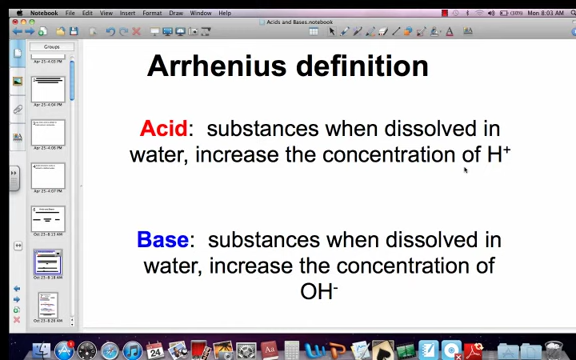 Notebook File Edit View Insert Format Draw Window Help
Mon 8:03 AM
Acids and Bases.notebook
Groups
Arrhenius definition
Acid: substances when dissolved in
water, increase the concentration of H⁺
Base: substances when dissolved in
water, increase the concentration of
OH⁻